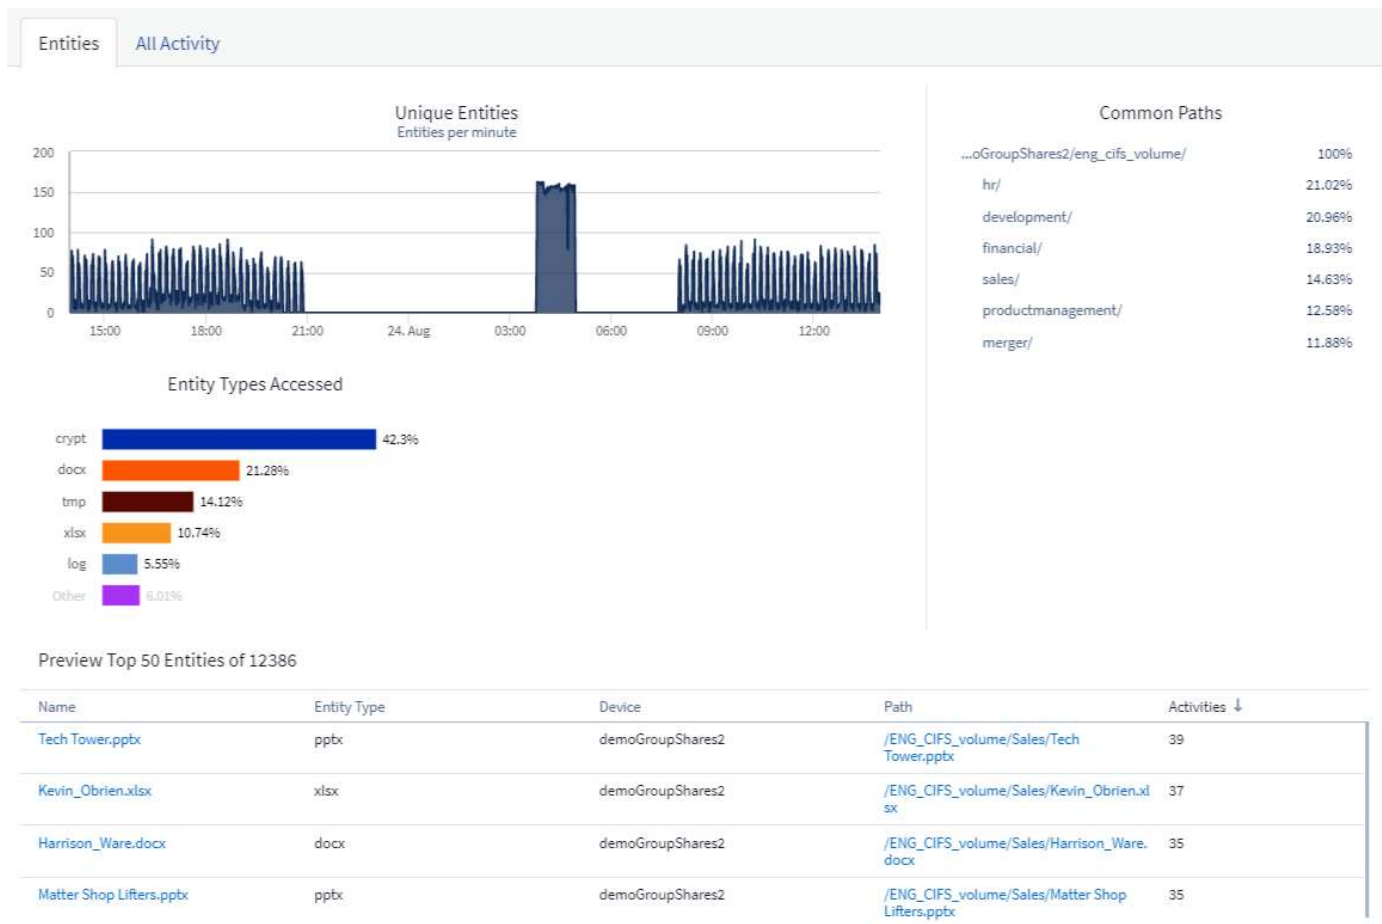 Entities All Activity
Unique Entities
Entities per minute
200
150
100
50
0
15:00 18:00 21:00 24. Aug 03:00 06:00 09:00 12:00
Common Paths
...oGroupShares2/eng_cifs_volume/ 100%
hr/ 21.02%
development/ 20.96%
financial/ 18.93%
sales/ 14.63%
productmanagement/ 12.58%
merger/ 11.88%
Entity Types Accessed
crypt 42.3%
docx 21.28%
tmp 14.12%
xlsx 10.74%
log 5.55%
Other 6.01%
Preview Top 50 Entities of 12386
Name Entity Type Device Path Activities ↓
Tech Tower.pptx pptx demoGroupShares2 /ENG_CIFS_volume/Sales/Tech 39
Tower.pptx
Kevin_Obrien.xlsx xlsx demoGroupShares2 /ENG_CIFS_volume/Sales/Kevin_Obrien.xl 37
sx
Harrison_Ware.docx docx demoGroupShares2 /ENG_CIFS_volume/Sales/Harrison_Ware. 35
docx
Matter Shop Lifters.pptx pptx demoGroupShares2 /ENG_CIFS_volume/Sales/Matter Shop 35
Lifters.pptx